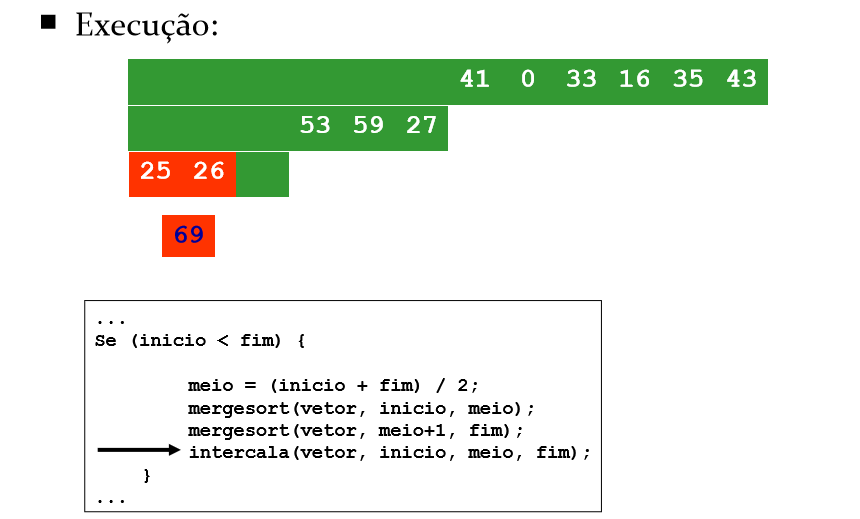 ■ Execução:
41 0 33 16 35 43
53 59 27
25 26
69
...
Se (inicio < fim) {
meio = (inicio + fim) / 2;
mergesort(vetor, inicio, meio);
mergesort(vetor, meio+1, fim);
intercala(vetor, inicio, meio, fim);
}
...